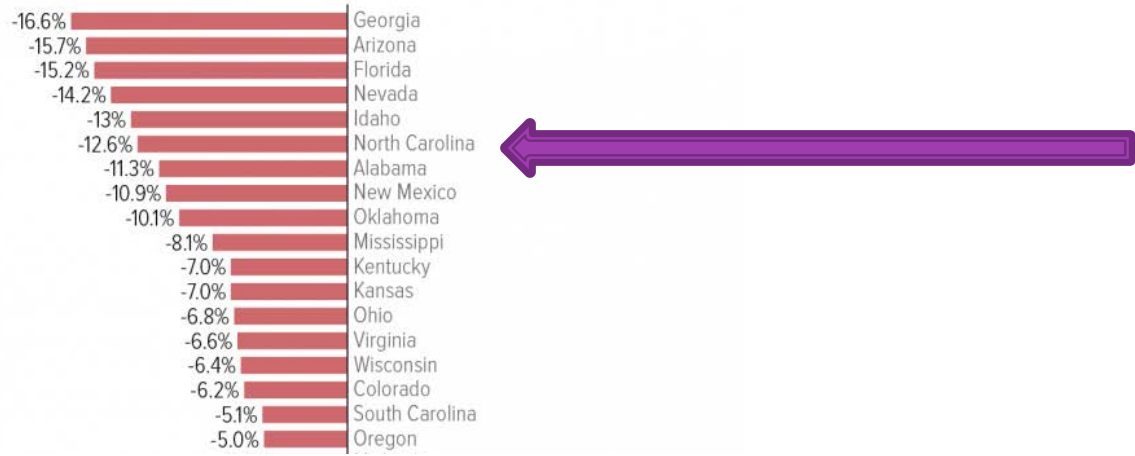 -16.6% Georgia
-15.7% Arizona
-15.2% Florida
-14.2% Nevada
-13% Idaho
-12.6% North Carolina
-11.3% Alabama
-10.9% New Mexico
-10.1% Oklahoma
-8.1% Mississippi
-7.0% Kentucky
-7.0% Kansas
-6.8% Ohio
-6.6% Virginia
-6.4% Wisconsin
-6.2% Colorado
-5.1% South Carolina
-5.0% Oregon